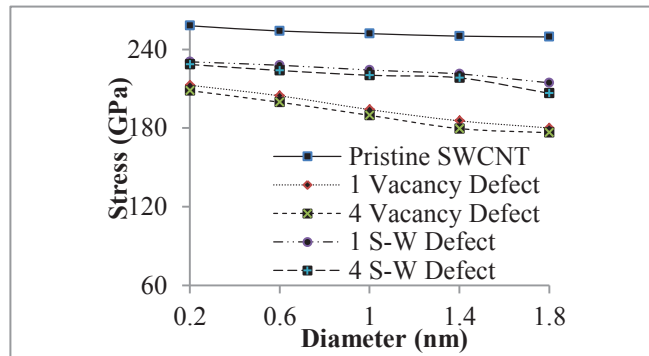 240
180
120
60
Stress (GPa)
Pristine SWCNT
1 Vacancy Defect
4 Vacancy Defect
1 S-W Defect
4 S-W Defect
0.2 0.6 1 1.4 1.8
Diameter (nm)